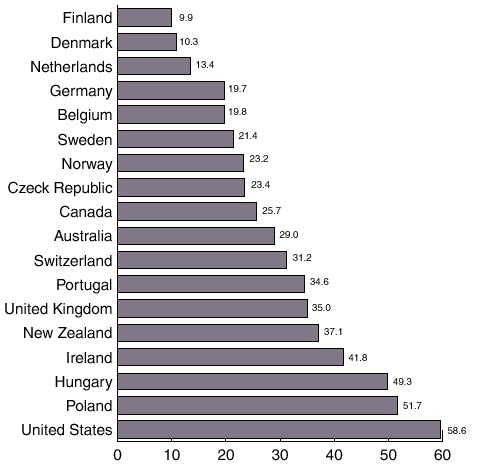 Finland 9.9
Denmark 10.3
Netherlands 13.4
Germany 19.7
Belgium 19.8
Sweden 21.4
Norway 23.2
Czeck Republic 23.4
Canada 25.7
Australia 29.0
Switzerland 31.2
Portugal 34.6
United Kingdom 35.0
New Zealand 37.1
Ireland 41.8
Hungary 49.3
Poland 51.7
United States 58.6
0 10 20 30 40 50 60